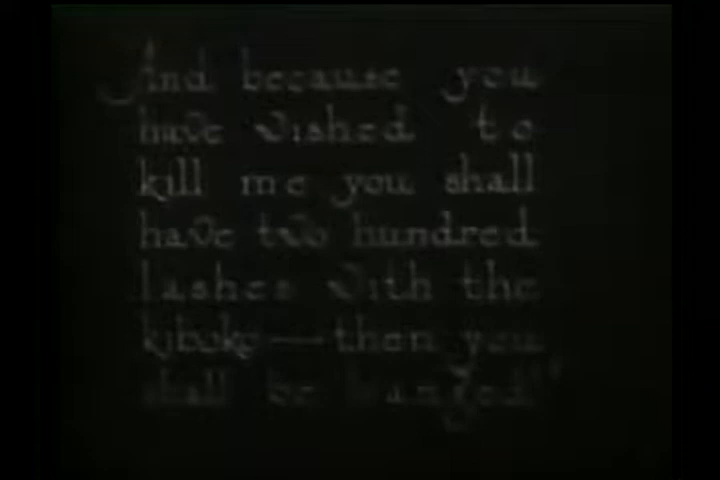 And because you
have wished to
kill me you shall
have two hundred
lashes with the
kiboko—then you
shall be hanged"